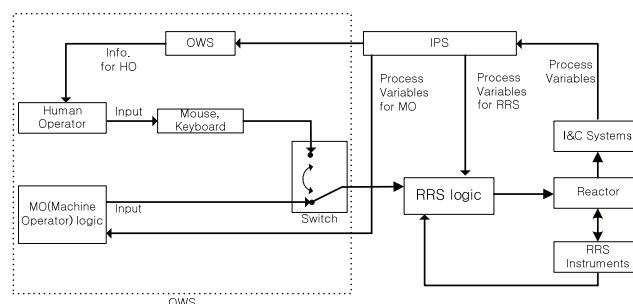 OWS
IPS
Info.
for HO
Process
Variables
for MO
Process
Variables
for RRS
Process
Variables
Human
Operator
Input
Mouse,
Keyboard
I&C Systems
MO(Machine
Operator) logic
Input
Switch
RRS logic
Reactor
RRS
Instruments
OWS